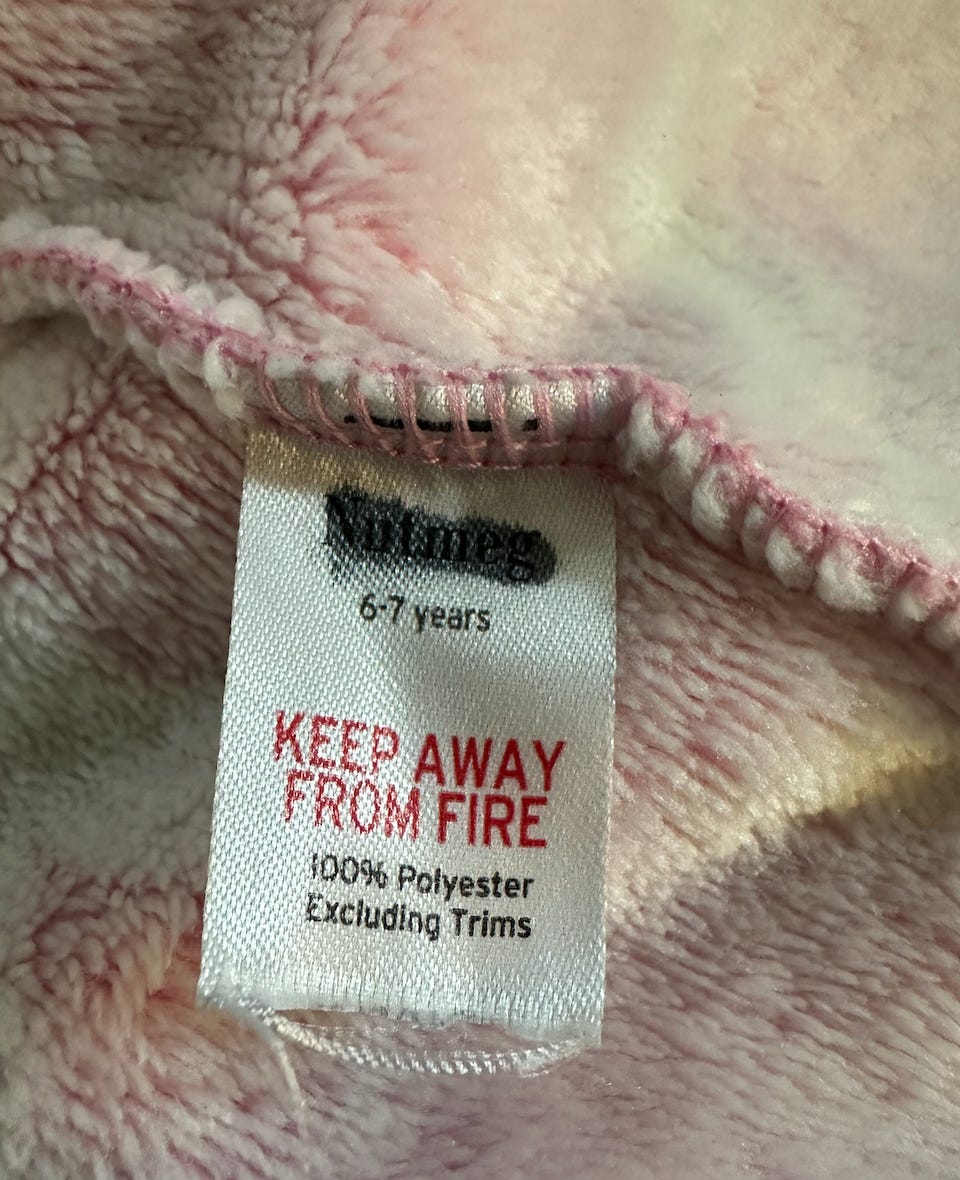 Nutmeg
6-7 years
KEEP AWAY
FROM FIRE
100% Polyester
Excluding Trims